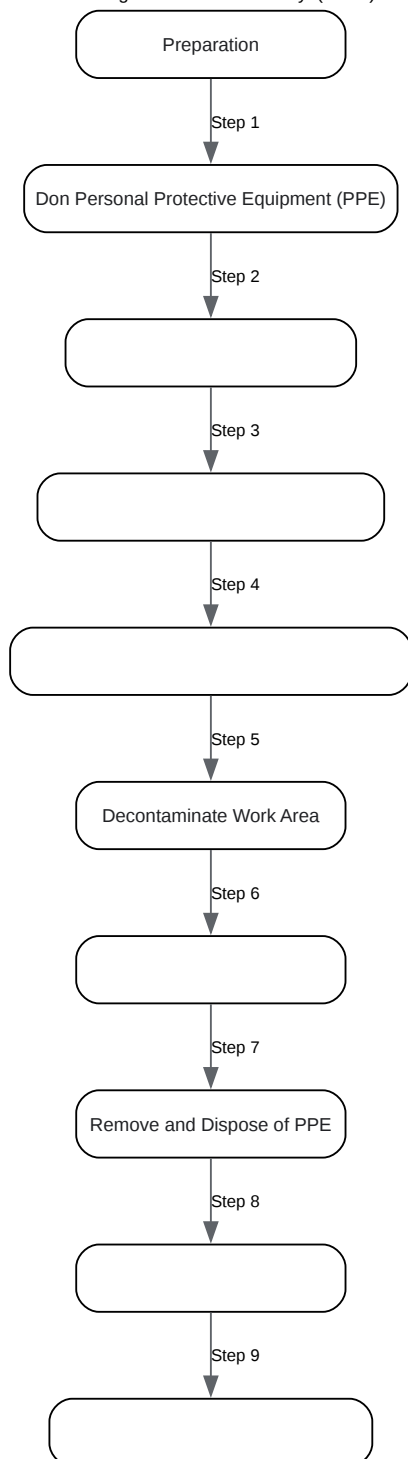 Preparation
Step 1
Don Personal Protective Equipment (PPE)
Step 2
Step 3
Step 4
Step 5
Decontaminate Work Area
Step 6
Step 7
Remove and Dispose of PPE
Step 8
Step 9